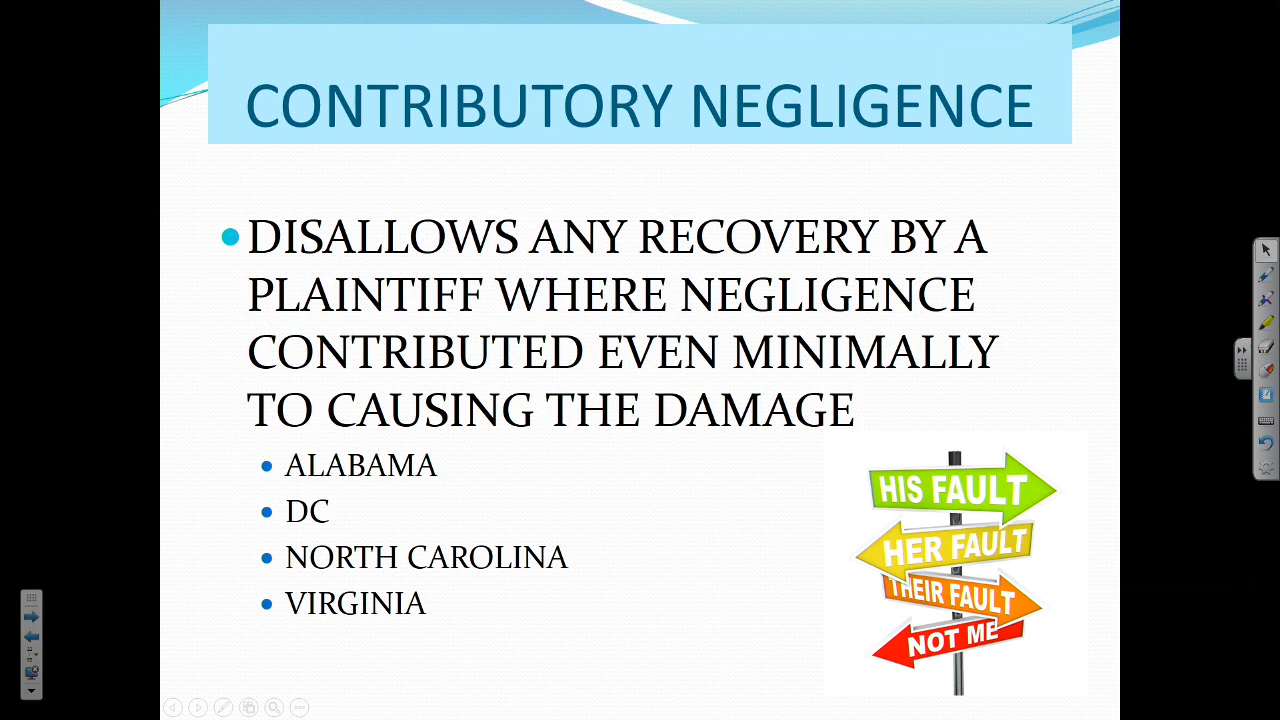 CONTRIBUTORY NEGLIGENCE
DISALLOWS ANY RECOVERY BY A
PLAINTIFF WHERE NEGLIGENCE
CONTRIBUTED EVEN MINIMALLY
TO CAUSING THE DAMAGE
ALABAMA
DC
NORTH CAROLINA
VIRGINIA
HIS FAULT
HER FAULT
THEIR FAULT
NOT ME